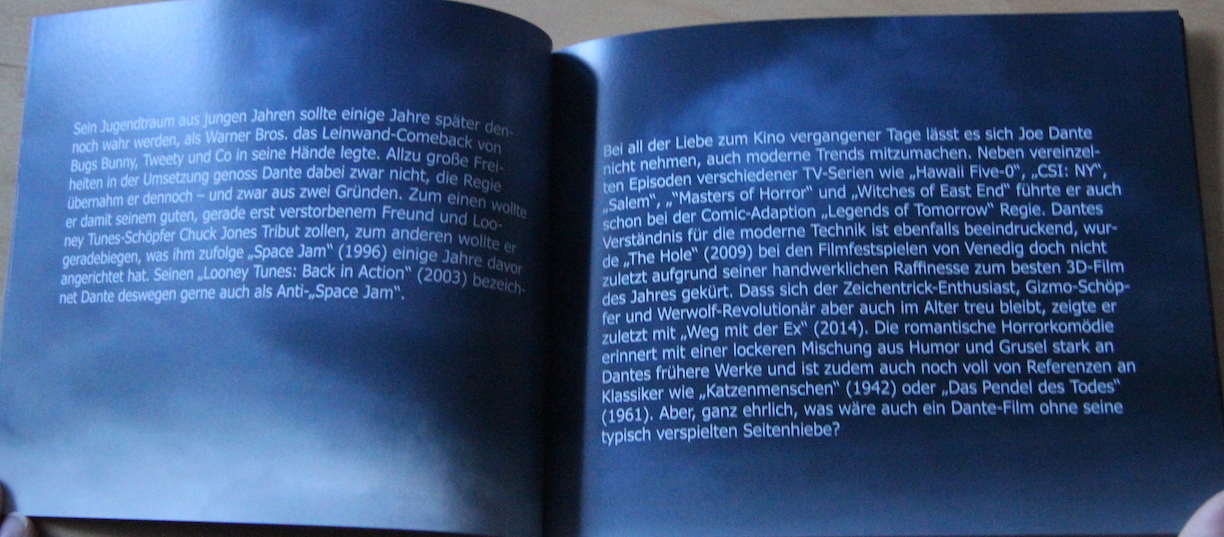 Sein Jugendtraum aus jungen Jahren sollte einige Jahre später den-
noch wahr werden, als Warner Bros. das Leinwand-Comeback von
Bugs Bunny, Tweety und Co in seine Hände legte. Allzu große Frei-
heiten in der Umsetzung genoss Dante dabei zwar nicht, die Regie
übernahm er dennoch – und zwar aus zwei Gründen. Zum einen wollte
er damit seinem guten, gerade erst verstorbenem Freund und Loo-
ney Tunes-Schöpfer Chuck Jones Tribut zollen, zum anderen wollte er
geradebiegen, was ihm zufolge „Space Jam“ (1996) einige Jahre davor
angerichtet hat. Seinen „Looney Tunes: Back in Action“ (2003) bezeich-
net Dante deswegen gerne auch als Anti-„Space Jam“.
Bei all der Liebe zum Kino vergangener Tage lässt es sich Joe Dante
nicht nehmen, auch moderne Trends mitzumachen. Neben vereinzel-
ten Episoden verschiedener TV-Serien wie „Hawaii Five-0“, „CSI: NY“,
„Salem“, „“Masters of Horror“ und „Witches of East End“ führte er auch
schon bei der Comic-Adaption „Legends of Tomorrow“ Regie. Dantes
Verständnis für die moderne Technik ist ebenfalls beeindruckend, wur-
de „The Hole“ (2009) bei den Filmfestspielen von Venedig doch nicht
zuletzt aufgrund seiner handwerklichen Raffinesse zum besten 3D-Film
des Jahres gekürt. Dass sich der Zeichentrick-Enthusiast, Gizmo-Schöp-
fer und Werwolf-Revolutionär aber auch im Alter treu bleibt, zeigte er
zuletzt mit „Weg mit der Ex“ (2014). Die romantische Horrorkomödie
erinnert mit einer lockeren Mischung aus Humor und Grusel stark an
Dantes frühere Werke und ist zudem auch noch voll von Referenzen an
Klassiker wie „Katzenmenschen“ (1942) oder „Das Pendel des Todes“
(1961). Aber, ganz ehrlich, was wäre auch ein Dante-Film ohne seine
typisch verspielten Seitenhiebe?